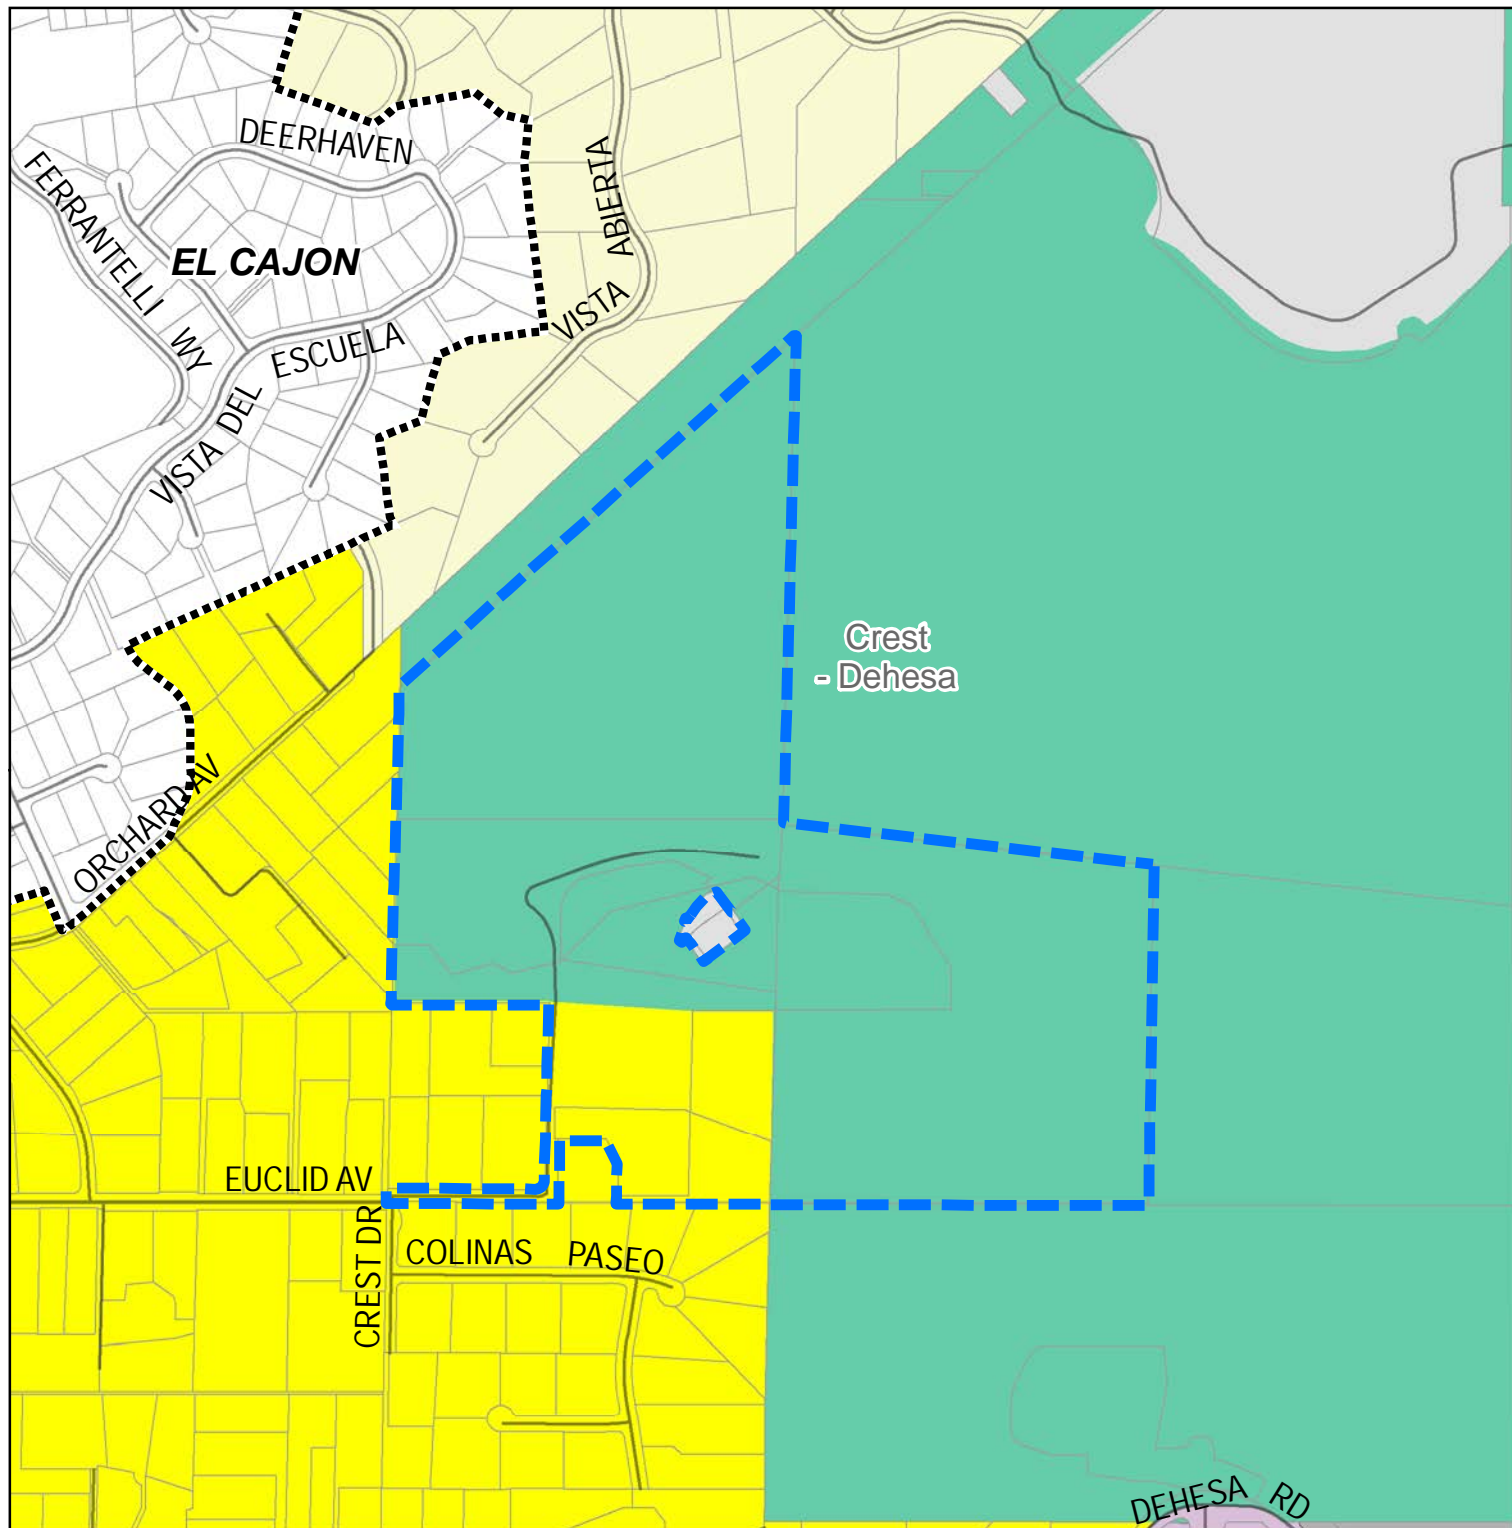 DEERHAVEN
FERRANTELLI WY
EL CAJON
VISTA ABIERTA
VISTA DEL ESCUELA
Crest
- Dehesa
ORCHARD AV
EUCLID AV
CREST DR
COLINAS PASEO
DEHESA RD